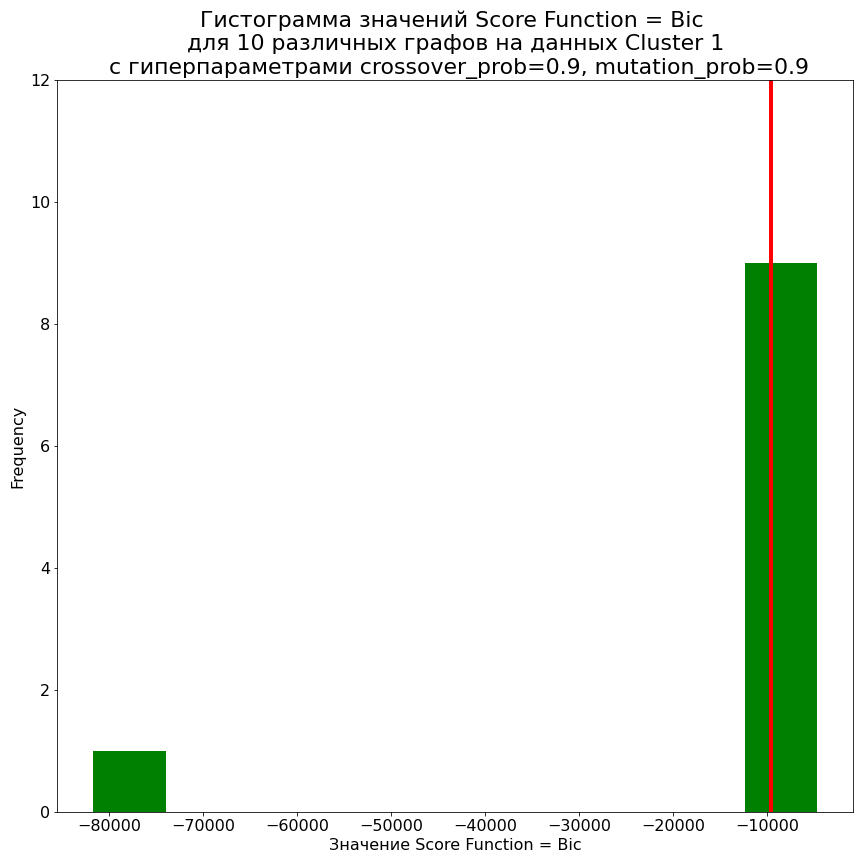 Гистограмма значений Score Function = Bic
для 10 различных графов на данных Cluster 1
с гиперпараметрами crossover_prob=0.9, mutation_prob=0.9
12
10
8
6
4
2
0
Frequency
−80000 −70000 −60000 −50000 −40000 −30000 −20000 −10000
Значение Score Function = Bic